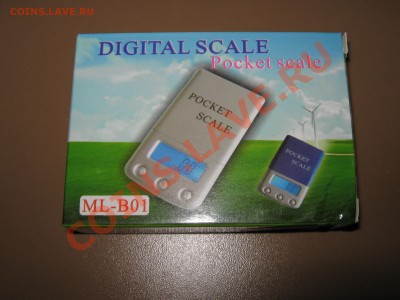 COINS.LAVE.RU
DIGITAL SCALE
Pocket scale
POCKET
SCALE
POCKET
SCALE
ML-B01
COINS.LAVE.RU